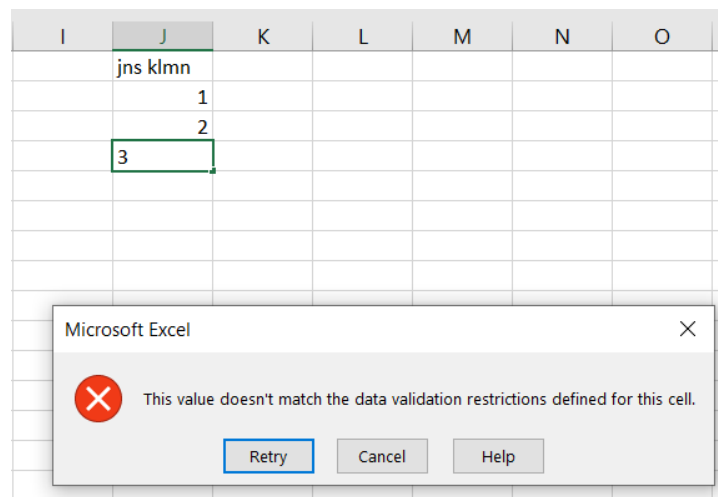 I J K L M N O
jns klmn
1
2
3
Microsoft Excel
This value doesn't match the data validation restrictions defined for this cell.
Retry Cancel Help